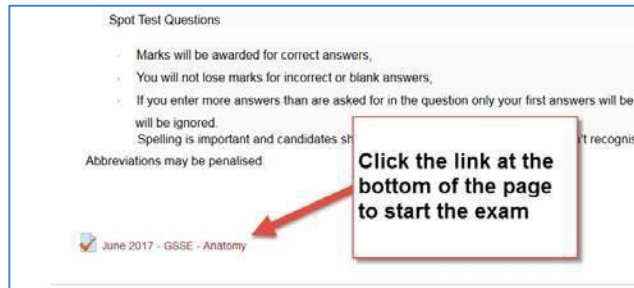 Spot Test Questions
Marks will be awarded for correct answers,
You will not lose marks for incorrect or blank answers;
If you enter more answers than are asked for in the question only your first answers will be
will be ignored.
Spelling is important and candidates 't recognis
Abbreviations may be penalised.
Click the link at the
bottom of the page
to start the exam
June 2017 - GSSE - Anatomy